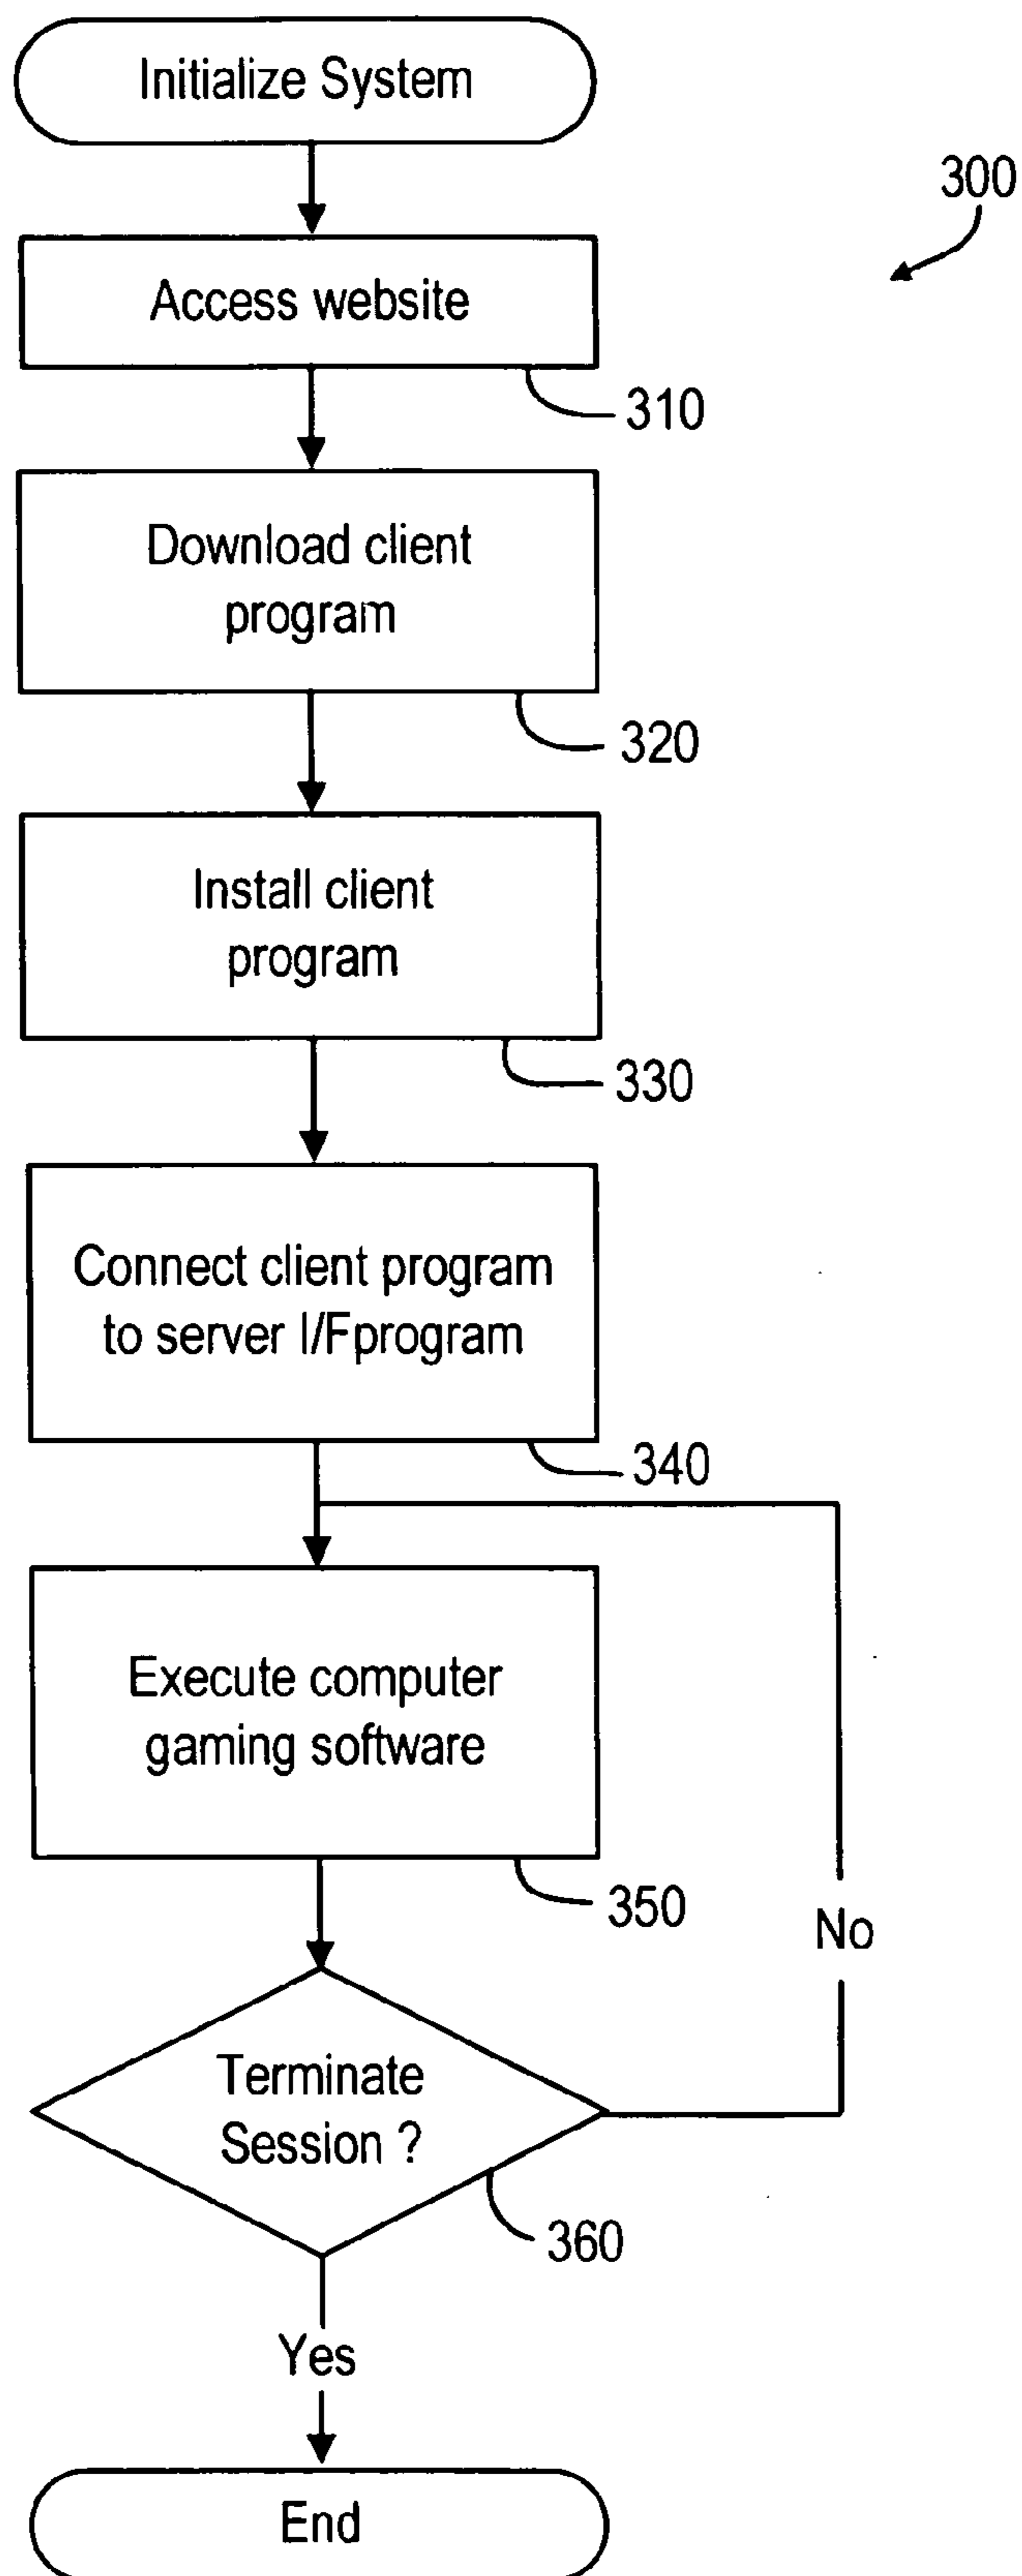 Initialize System
300
Access website
310
Download client
program
320
Install client
program
330
Connect client program
to server I/Fprogram
340
Execute computer
gaming software
350
No
Terminate
Session ?
360
Yes
End